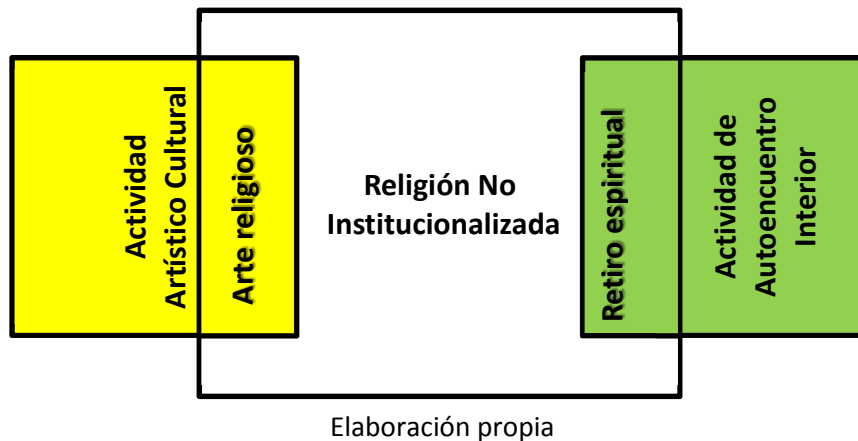 Actividad
Artístico Cultural
Arte religioso
Religión No
Institucionalizada
Retiro espiritual
Actividad de
Autoencuentro
Interior
Elaboración propia